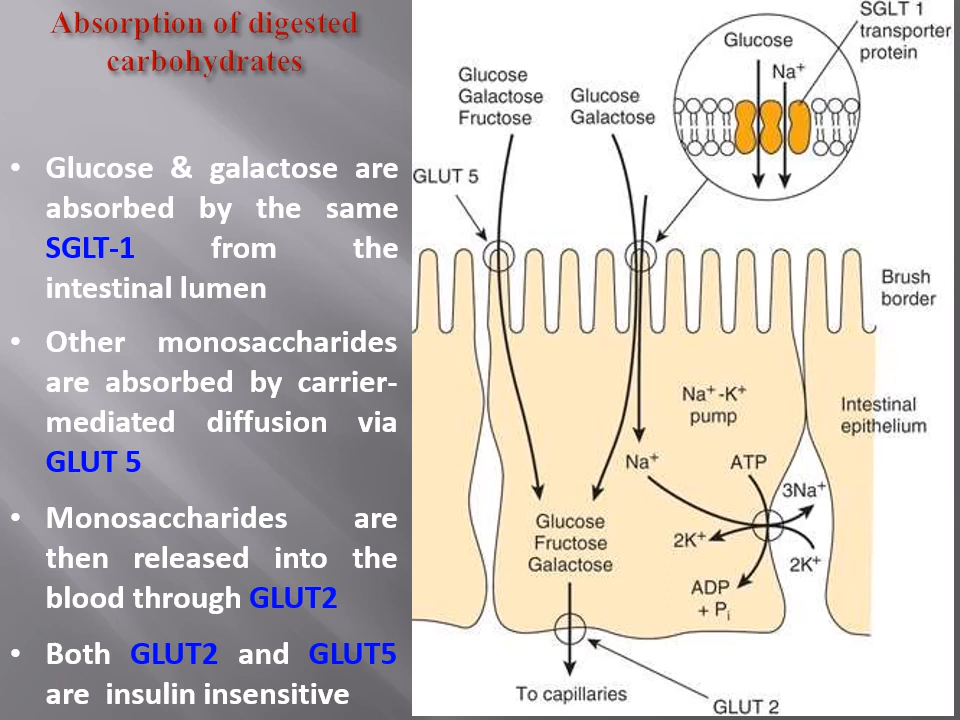 Absorption of digested
carbohydrates
• Glucose & galactose are
absorbed by the same
SGLT-1 from the
intestinal lumen
• Other monosaccharides
are absorbed by carrier-
mediated diffusion via
GLUT 5
• Monosaccharides are
then released into the
blood through GLUT2
• Both GLUT2 and GLUT5
are insulin insensitive
SGLT 1
transporter
protein
Glucose
Na⁺
Glucose
Galactose
Fructose
Glucose
Galactose
GLUT 5
Brush
border
Na⁺-K⁺
pump
Intestinal
epithelium
Na⁺
ATP
3Na⁺
2K⁺
2K⁺
ADP
+ Pᵢ
Glucose
Fructose
Galactose
To capillaries
GLUT 2